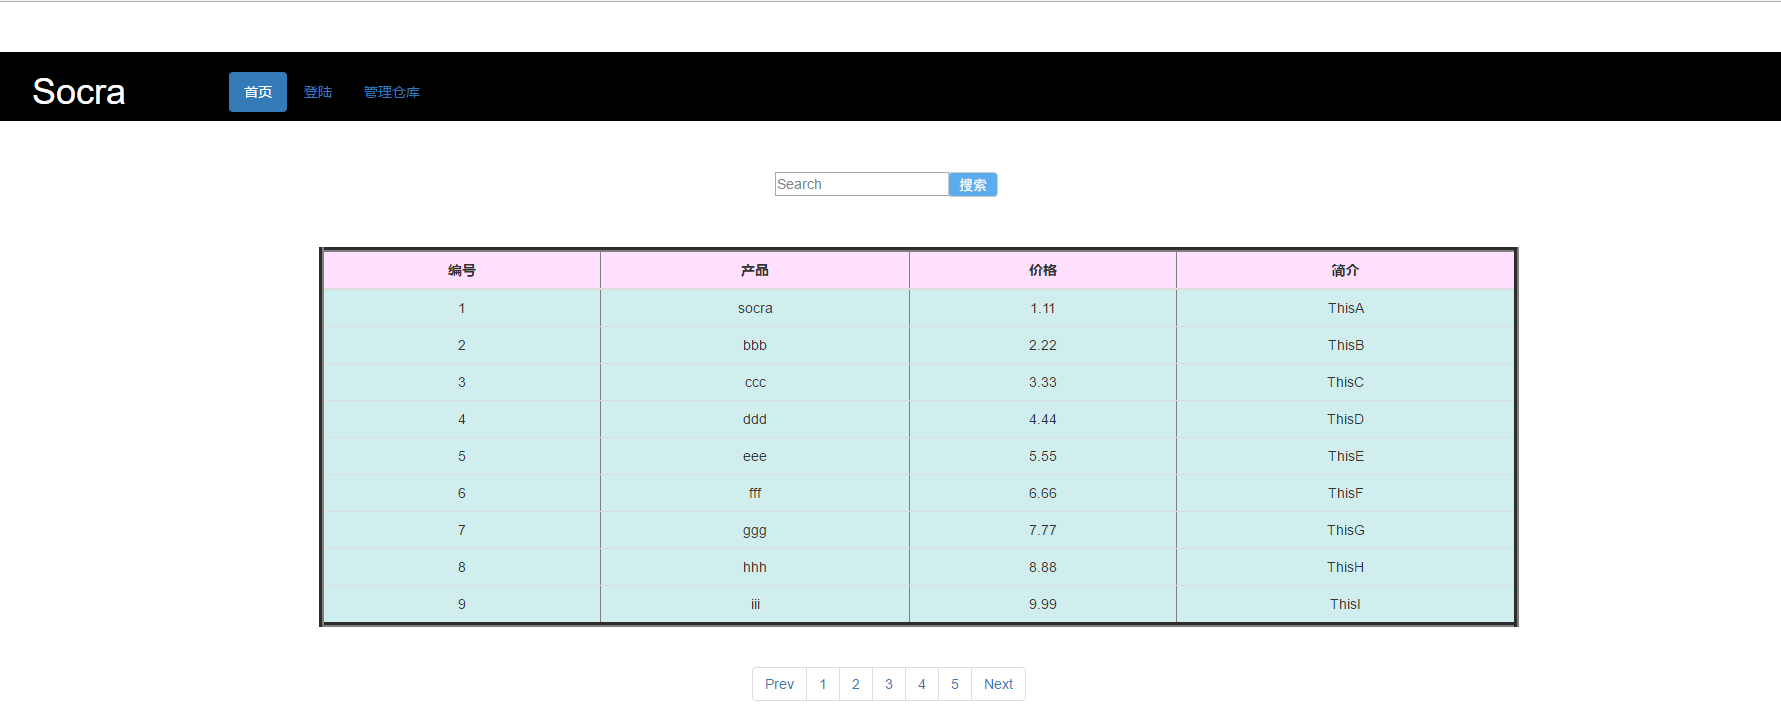 Socra 首页 登陆 管理仓库
Search 搜索
编号 产品 价格 简介
1 socra 1.11 ThisA
2 bbb 2.22 ThisB
3 ccc 3.33 ThisC
4 ddd 4.44 ThisD
5 eee 5.55 ThisE
6 fff 6.66 ThisF
7 ggg 7.77 ThisG
8 hhh 8.88 ThisH
9 iii 9.99 ThisI
Prev 1 2 3 4 5 Next